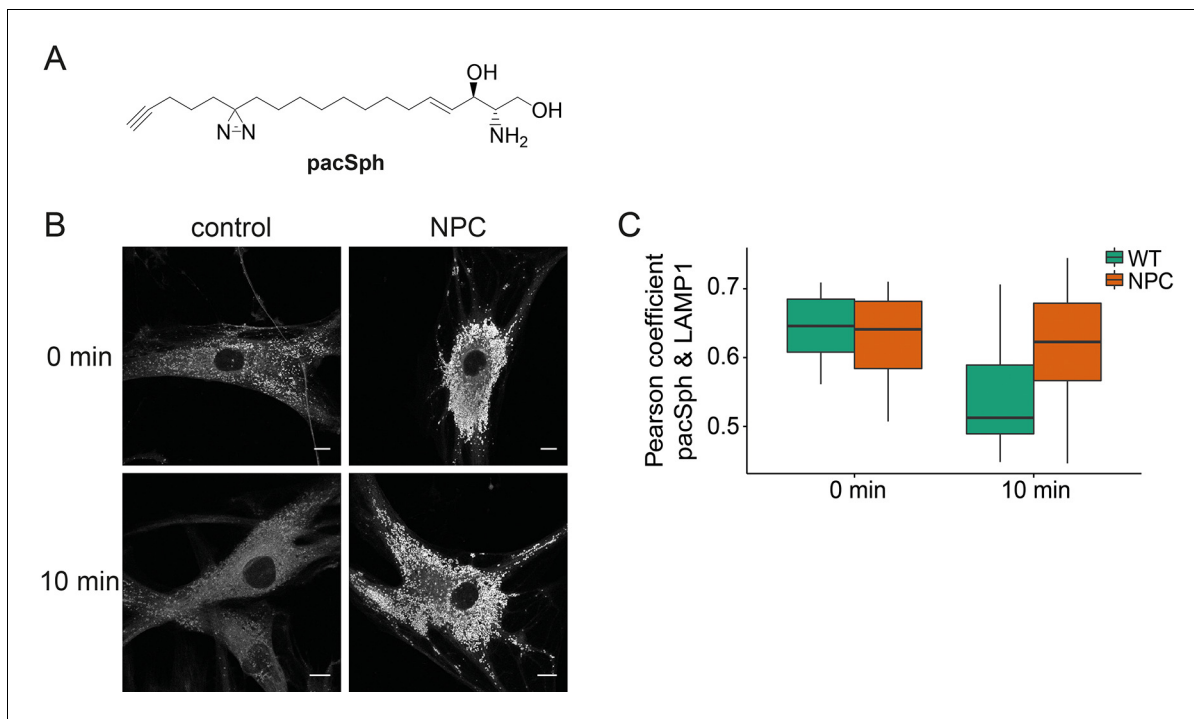 A
OH
OH
N=N
NH2
pacSph
B
control
NPC
0 min
10 min
C
Pearson coefficient
pacSph & LAMP1
0.7
0.6
0.5
0 min
10 min
WT
NPC